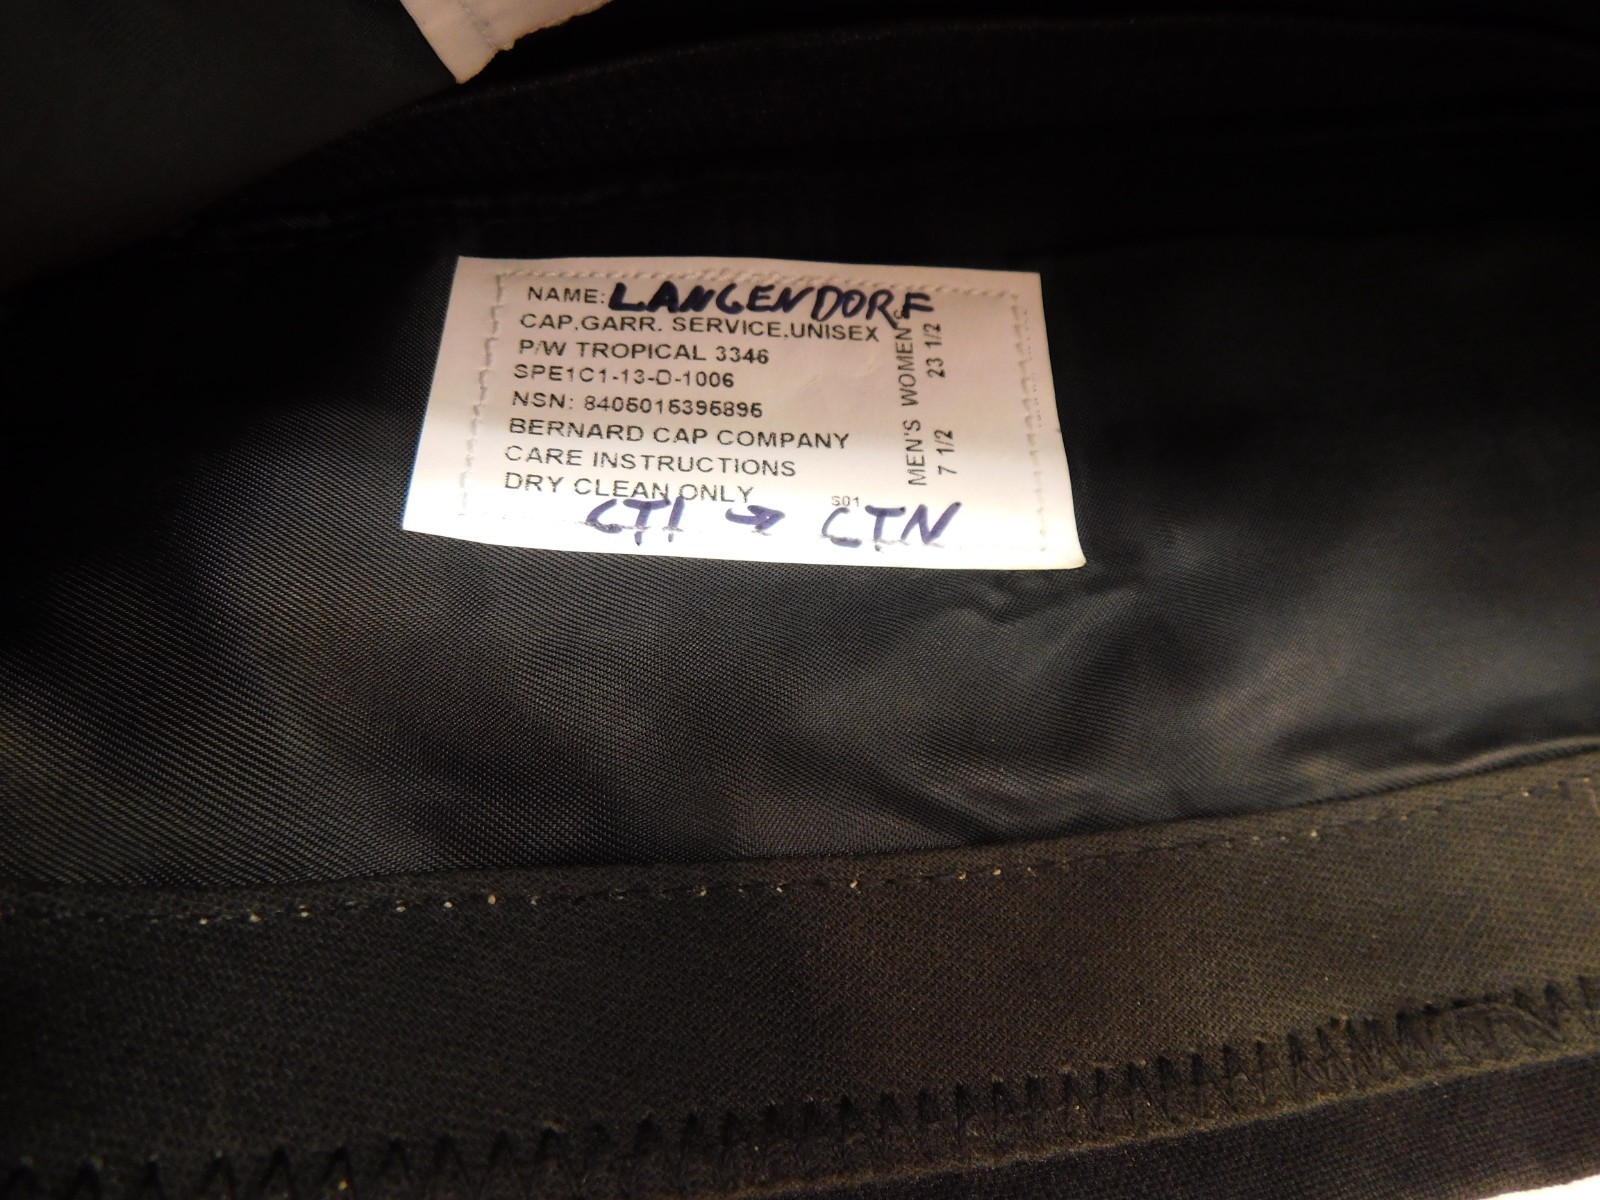 NAME: LANGENDORF
CAP,GARR. SERVICE,UNISEX
P/W TROPICAL 3346
SPE1C1-13-D-1006
NSN: 8405015395895
BERNARD CAP COMPANY
CARE INSTRUCTIONS
DRY CLEAN ONLY
S01
CTI → CTN
MEN'S WOMEN'S
7 1/2 23 1/2